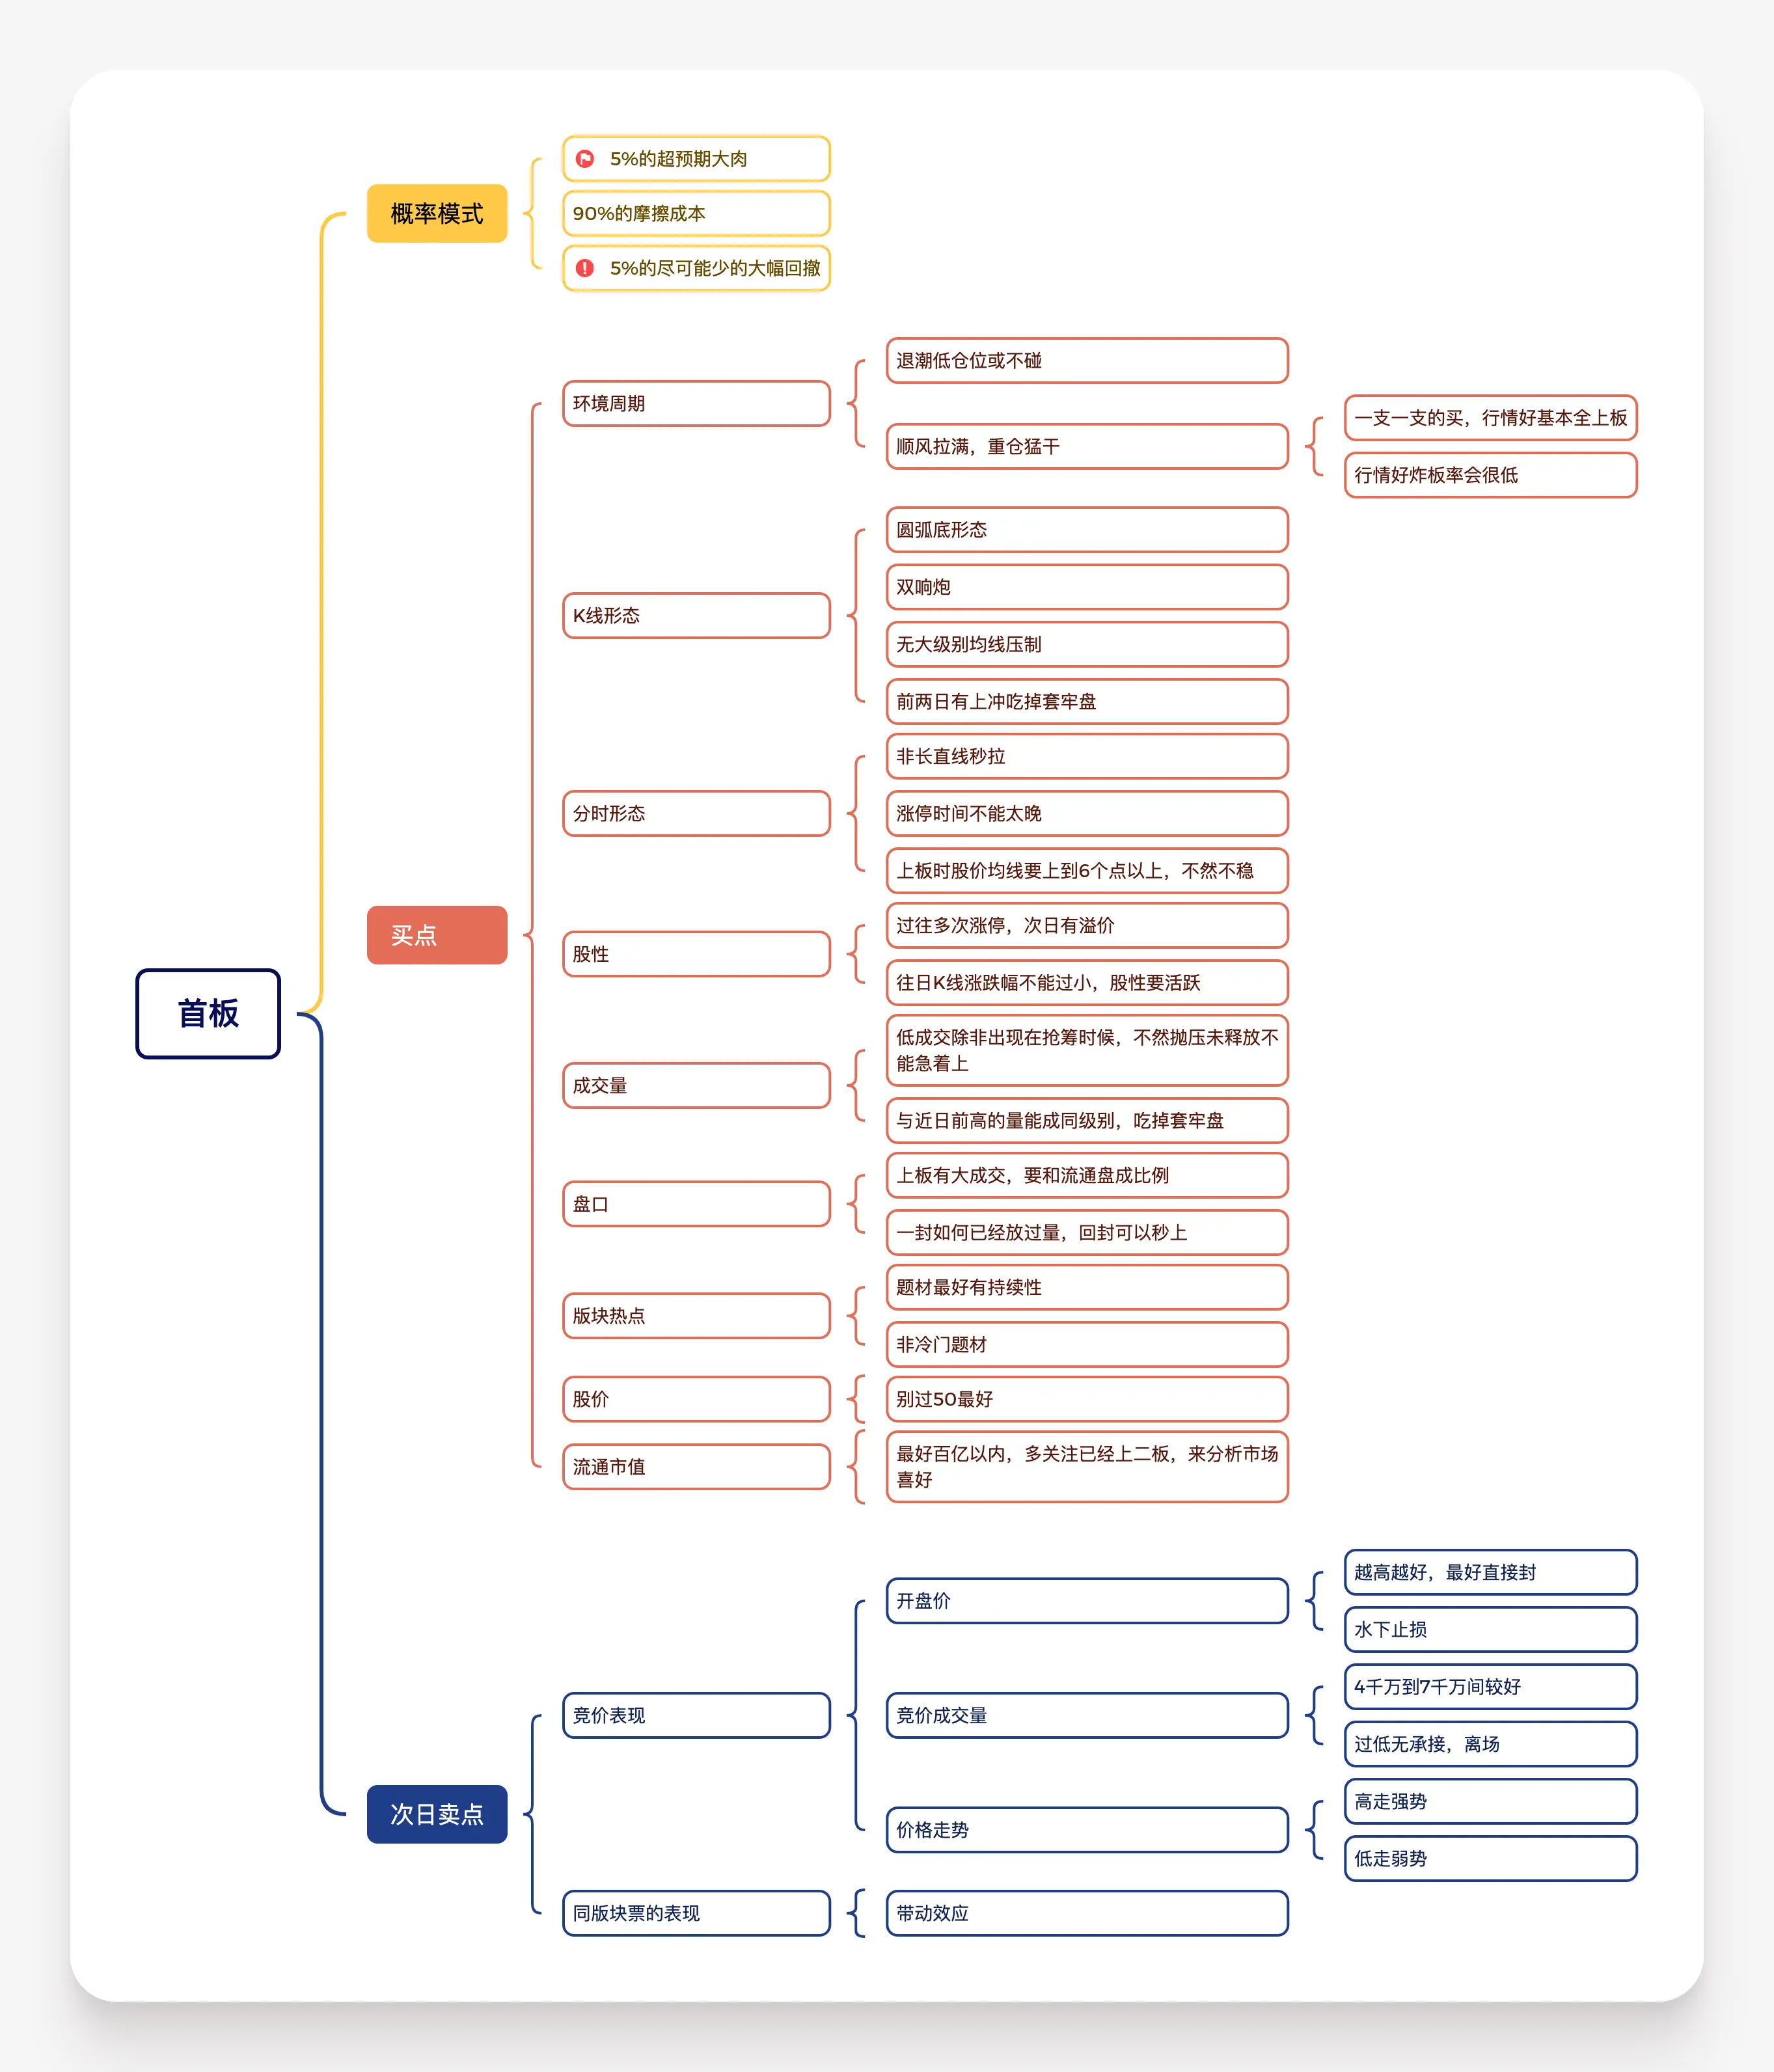 首板
概率模式
5%的超预期大肉
90%的摩擦成本
5%的尽可能少的大幅回撤
买点
环境周期
退潮低仓位或不碰
顺风拉满，重仓猛干
一支一支的买，行情好基本全上板
行情好炸板率会很低
K线形态
圆弧底形态
双响炮
无大级别均线压制
前两日有上冲吃掉套牢盘
分时形态
非长直线秒拉
涨停时间不能太晚
上板时股价均线要上到6个点以上，不然不稳
股性
过往多次涨停，次日有溢价
往日K线涨跌幅不能过小，股性要活跃
成交量
低成交除非出现在抢筹时候，不然抛压未释放不
能急着上
与近日前高的量能成同级别，吃掉套牢盘
盘口
上板有大成交，要和流通盘成比例
一封如何已经放过量，回封可以秒上
版块热点
题材最好有持续性
非冷门题材
股价
别过50最好
流通市值
最好百亿以内，多关注已经上二板，来分析市场
喜好
次日卖点
竞价表现
开盘价
越高越好，最好直接封
水下止损
竞价成交量
4千万到7千万间较好
过低无承接，离场
价格走势
高走强势
低走弱势
同版块票的表现
带动效应